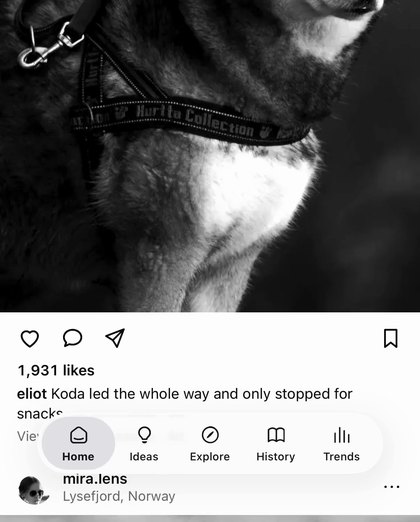 Hurtta Collection
1,931 likes
eliot Koda led the whole way and only stopped for
snacks
Home
Ideas
Explore
History
Trends
mira.lens
Lysefjord, Norway